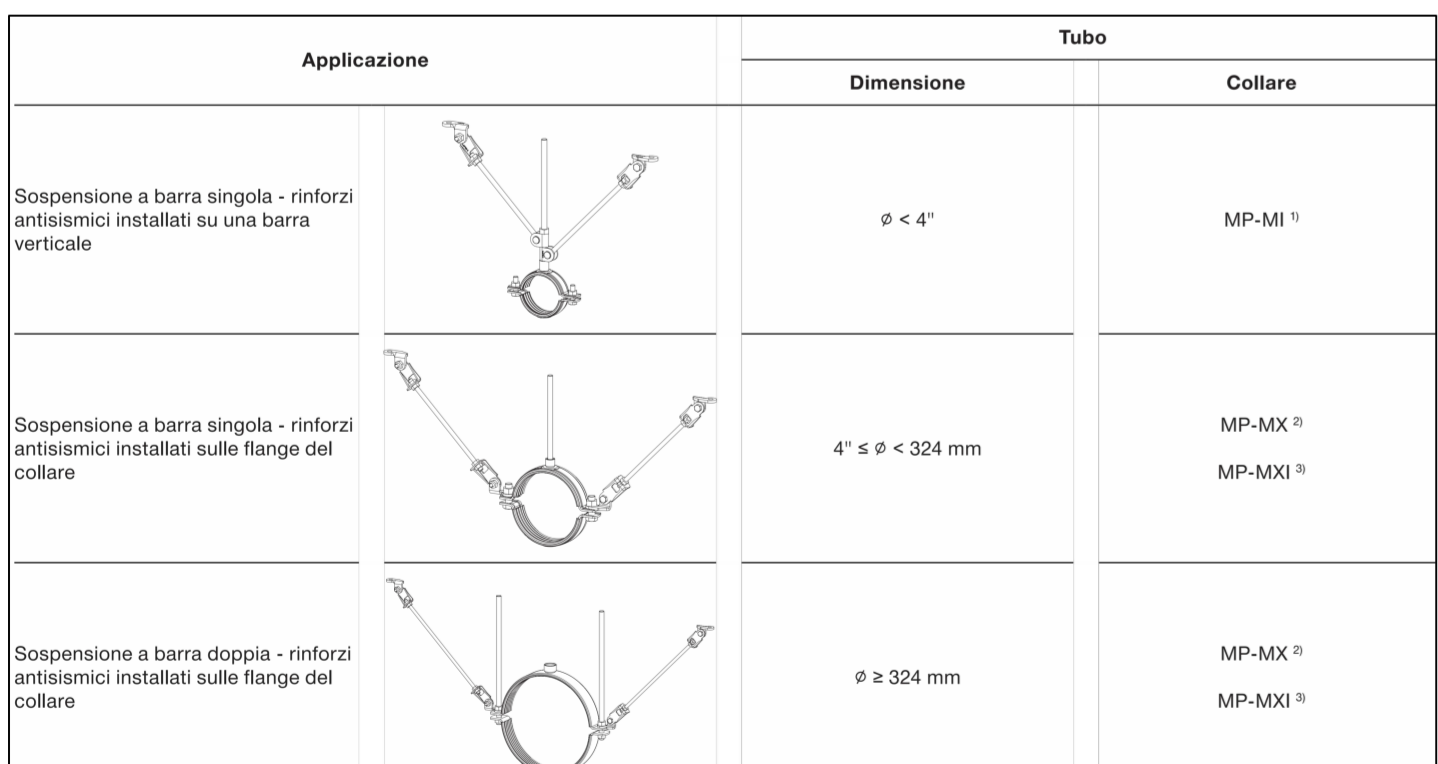 Applicazione
Tubo
Dimensione
Collare
Sospensione a barra singola - rinforzi
antisismici installati su una barra
verticale
ø < 4"
MP-MI ¹⁾
Sospensione a barra singola - rinforzi
antisismici installati sulle flange del
collare
4" ≤ ø < 324 mm
MP-MX ²⁾
MP-MXI ³⁾
Sospensione a barra doppia - rinforzi
antisismici installati sulle flange del
collare
ø ≥ 324 mm
MP-MX ²⁾
MP-MXI ³⁾